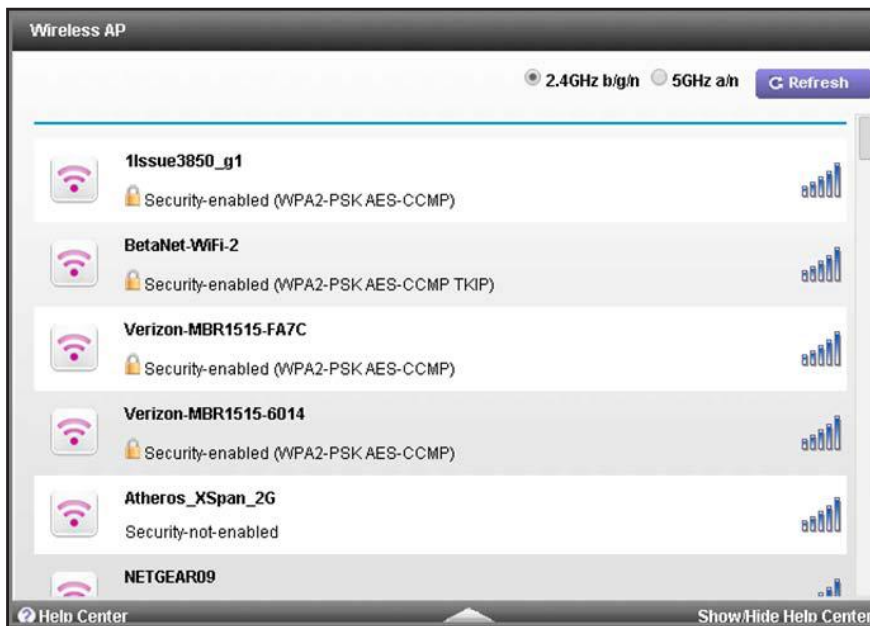 Wireless AP
2.4GHz b/g/n 5GHz a/n Refresh
1Issue3850_g1
Security-enabled (WPA2-PSK AES-CCMP)
BetaNet-WiFi-2
Security-enabled (WPA2-PSK AES-CCMP TKIP)
Verizon-MBR1515-FA7C
Security-enabled (WPA2-PSK AES-CCMP)
Verizon-MBR1515-6014
Security-enabled (WPA2-PSK AES-CCMP)
Atheros_XSpan_2G
Security-not-enabled
NETGEAR09
Help Center Show/Hide Help Center